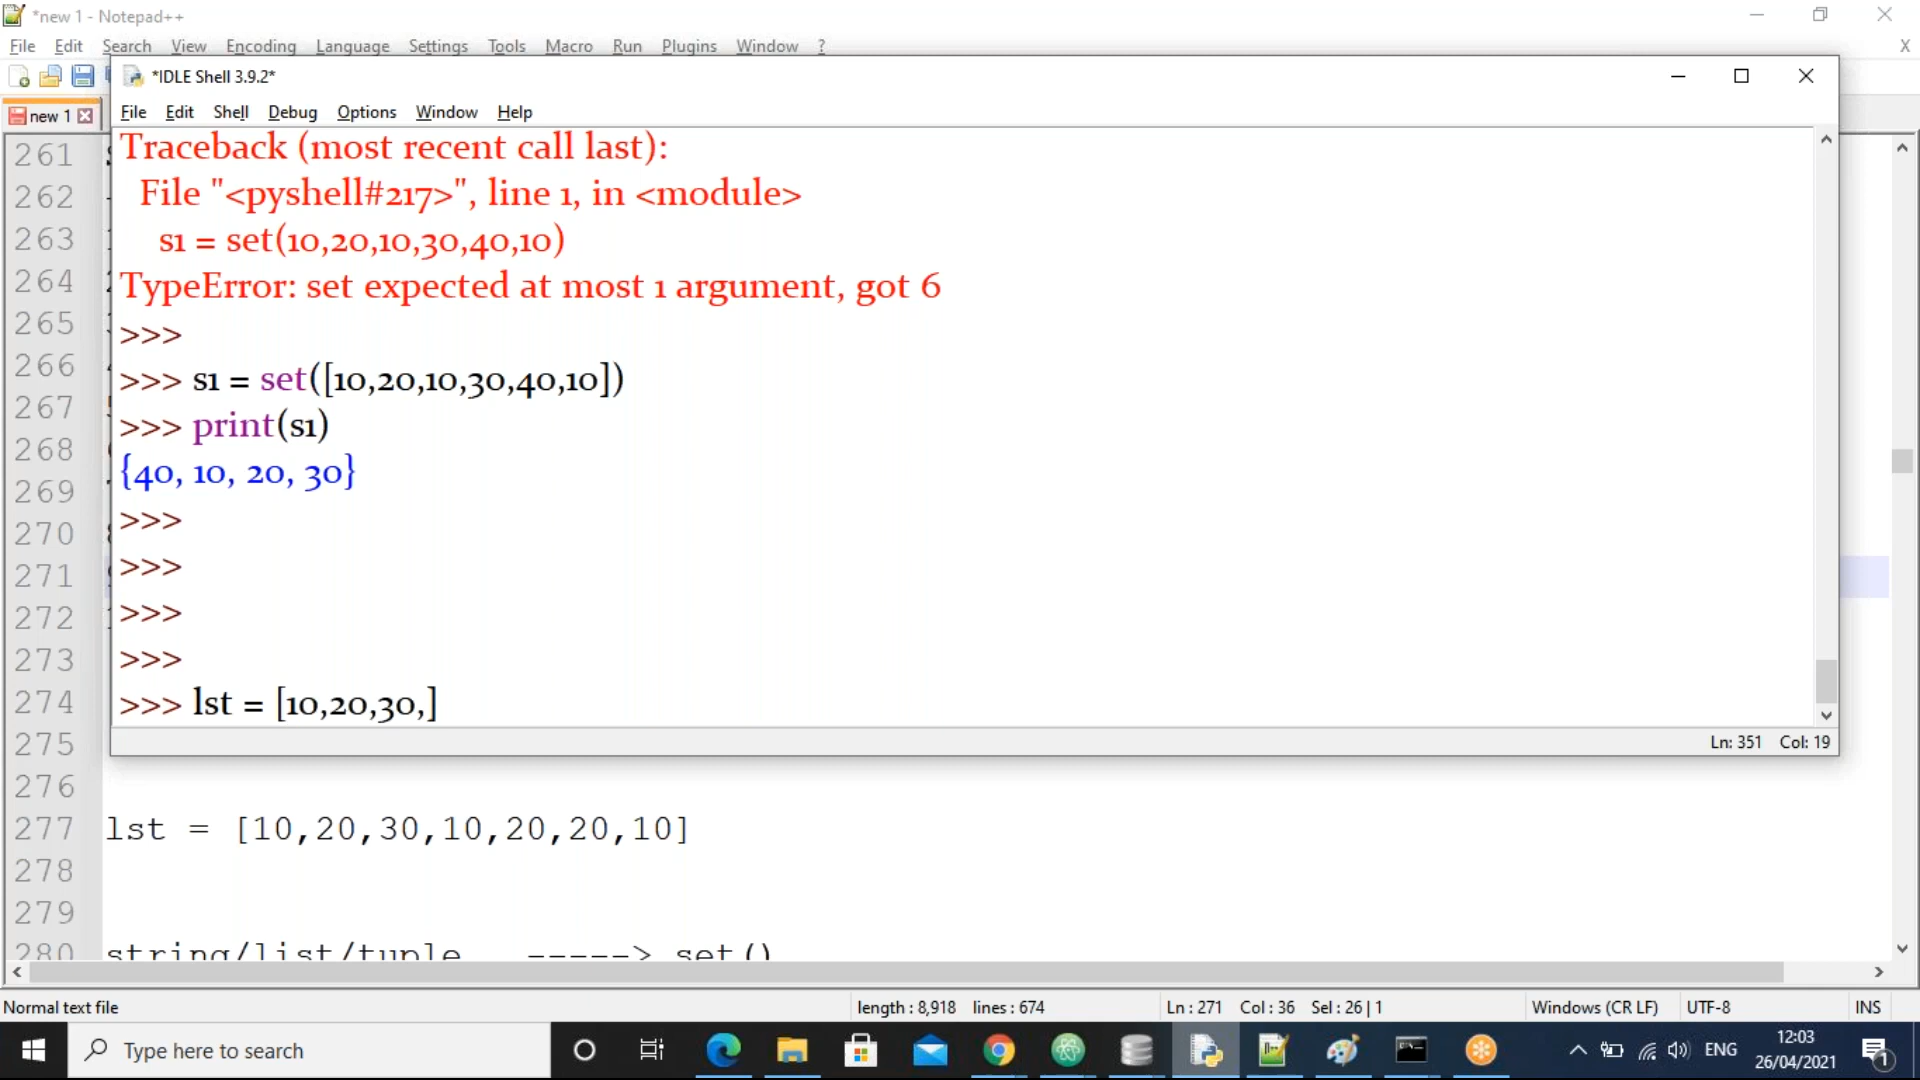 *new 1 - Notepad++
File Edit Search View Encoding Language Settings Tools Macro Run Plugins Window ?
X
*IDLE Shell 3.9.2*
new 1
File Edit Shell Debug Options Window Help
261
262
263
264
265
266
267
268
269
270
271
272
273
274
275
276
Traceback (most recent call last):
File "<pyshell#217>", line 1, in <module>
s1 = set(10,20,10,30,40,10)
TypeError: set expected at most 1 argument, got 6
>>>
>>> s1 = set([10,20,10,30,40,10])
>>> print(s1)
{40, 10, 20, 30}
>>>
>>>
>>>
>>>
>>> lst = [10,20,30,]
Ln: 351 Col: 19
277 lst = [10,20,30,10,20,20,10]
278
279
280 string/list/tuple -----> set()
Normal text file length : 8,918 lines : 674 Ln : 271 Col : 36 Sel : 26 | 1 Windows (CR LF) UTF-8 INS
Type here to search
ENG
12:03
26/04/2021
1